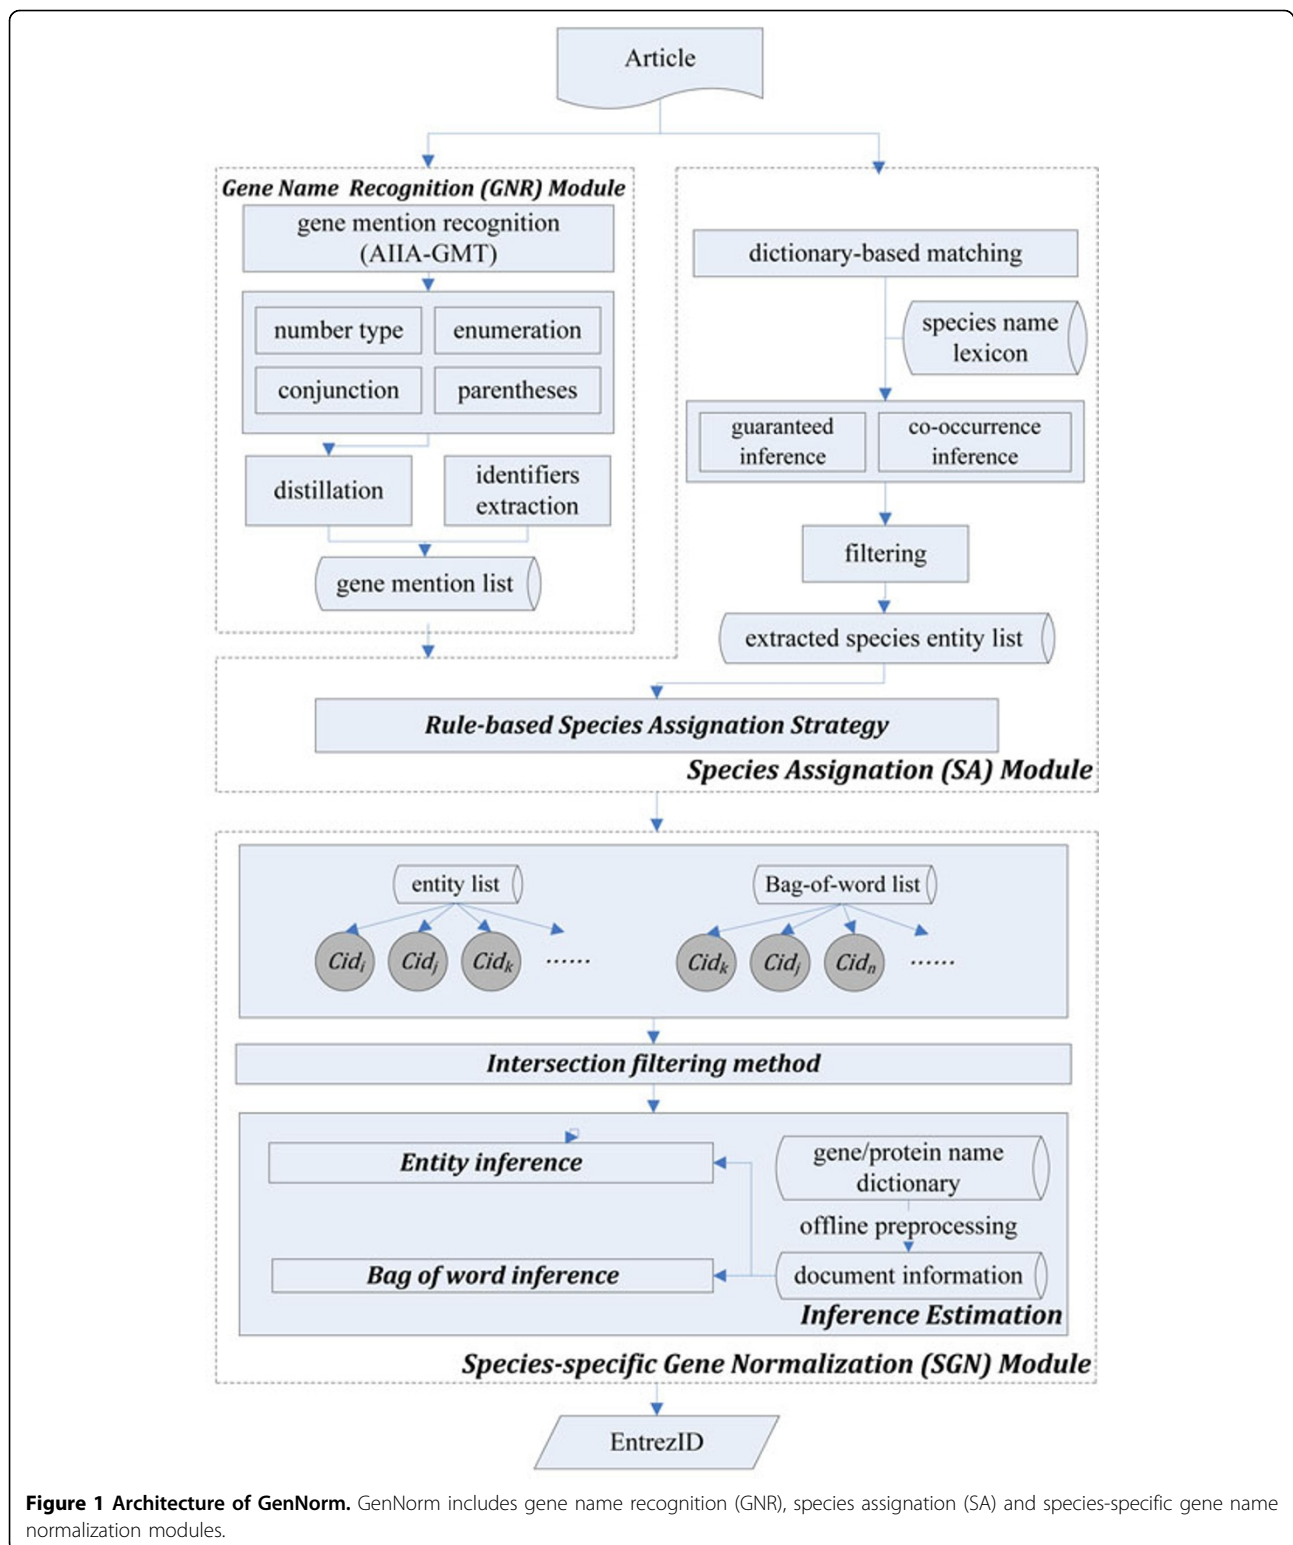 Article
Gene Name Recognition (GNR) Module
gene mention recognition
(AIIA-GMT)
number type
enumeration
conjunction
parentheses
distillation
identifiers
extraction
gene mention list
dictionary-based matching
species name
lexicon
guaranteed
inference
co-occurrence
inference
filtering
extracted species entity list
Rule-based Species Assignation Strategy
Species Assignation (SA) Module
entity list
Cidᵢ
Cidⱼ
Cidₖ
······
Bag-of-word list
Cidₖ
Cidⱼ
Cidₙ
······
Intersection filtering method
Entity inference
Bag of word inference
gene/protein name
dictionary
offline preprocessing
document information
Inference Estimation
Species-specific Gene Normalization (SGN) Module
EntrezID
Figure 1 Architecture of GenNorm. GenNorm includes gene name recognition (GNR), species assignation (SA) and species-specific gene name
normalization modules.